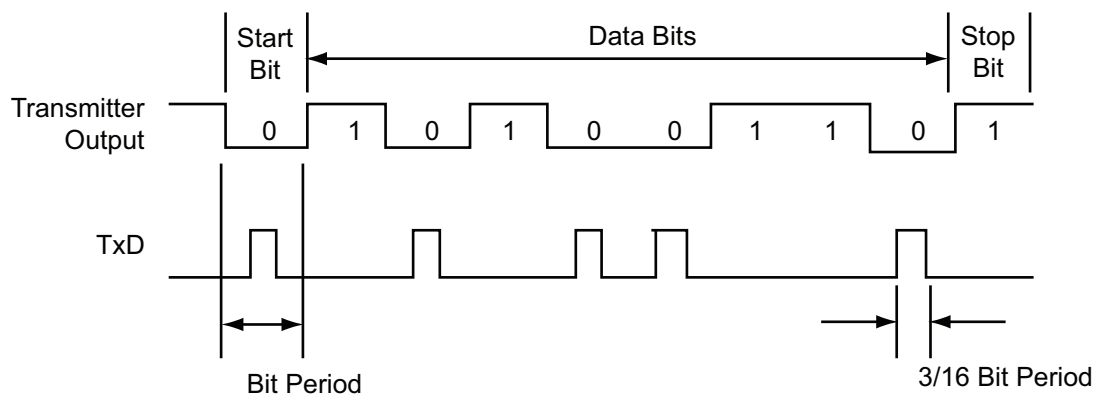 Start
Bit
Data Bits
Stop
Bit
Transmitter
Output
0 1 0 1 0 0 1 1 0 1
TxD
Bit Period
3/16 Bit Period